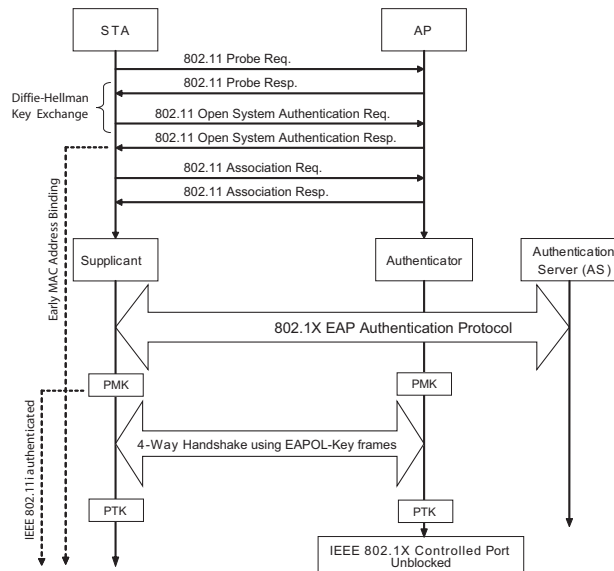 STA
AP
802.11 Probe Req.
802.11 Probe Resp.
Diffie-Hellman
Key Exchange
802.11 Open System Authentication Req.
802.11 Open System Authentication Resp.
802.11 Association Req.
802.11 Association Resp.
Early MAC Address Binding
Supplicant
Authenticator
Authentication
Server (AS)
802.1X EAP Authentication Protocol
PMK
PMK
IEEE 802.11i authenticated
4-Way Handshake using EAPOL-Key frames
PTK
PTK
IEEE 802.1X Controlled Port
Unblocked